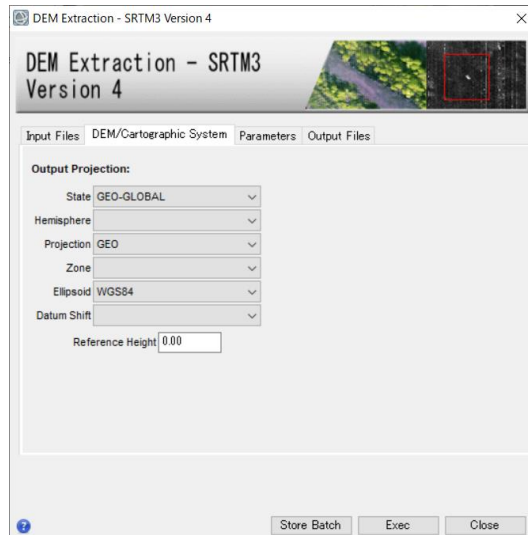 DEM Extraction - SRTM3 Version 4
DEM Extraction - SRTM3
Version 4
Input Files DEM/Cartographic System Parameters Output Files
Output Projection:
State GEO-GLOBAL
Hemisphere
Projection GEO
Zone
Ellipsoid WGS84
Datum Shift
Reference Height 0.00
Store Batch Exec Close